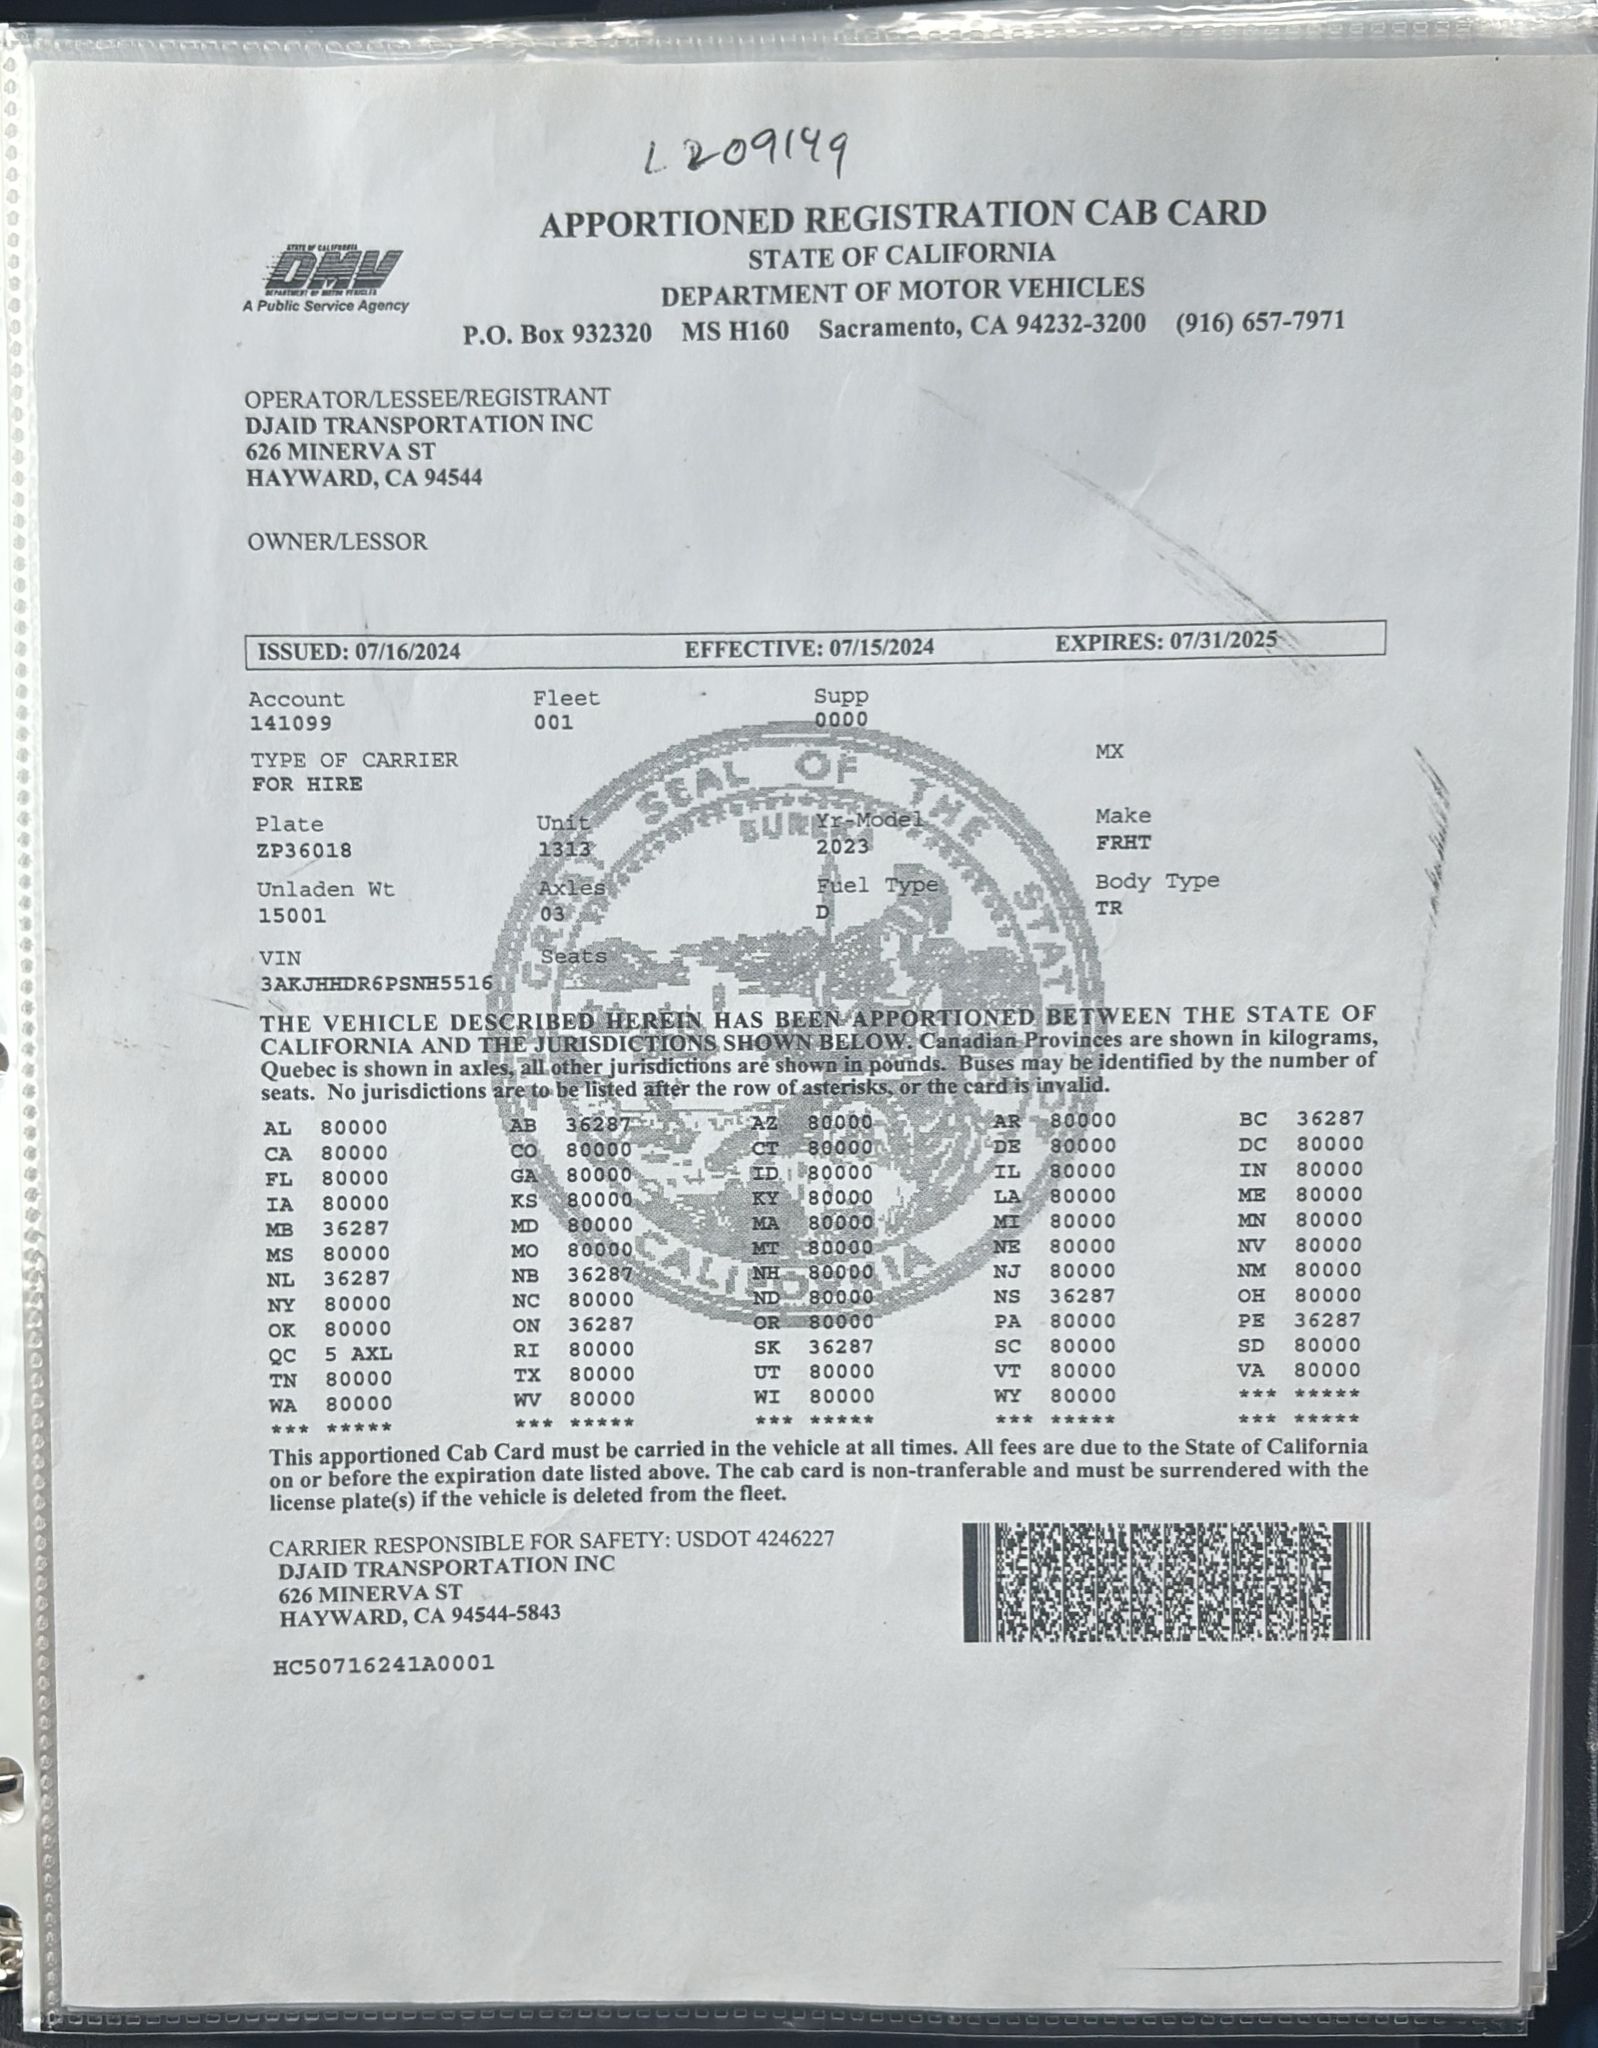 L209149
APPORTIONED REGISTRATION CAB CARD
STATE OF CALIFORNIA
DEPARTMENT OF MOTOR VEHICLES
P.O. Box 932320 MS H160 Sacramento, CA 94232-3200 (916) 657-7971
STATE OF CALIFORNIA
DMV
DEPARTMENT OF MOTOR VEHICLES
A Public Service Agency
OPERATOR/LESSEE/REGISTRANT
DJAID TRANSPORTATION INC
626 MINERVA ST
HAYWARD, CA 94544
OWNER/LESSOR
ISSUED: 07/16/2024 EFFECTIVE: 07/15/2024 EXPIRES: 07/31/2025
Account Fleet Supp
141099 001 0000
TYPE OF CARRIER MX
FOR HIRE
Plate Unit Yr-Model Make
ZP36018 1313 2023 FRHT
Unladen Wt Axles Fuel Type Body Type
15001 03 D TR
VIN Seats
3AKJHHDR6PSNH5516
THE VEHICLE DESCRIBED HEREIN HAS BEEN APPORTIONED BETWEEN THE STATE OF
CALIFORNIA AND THE JURISDICTIONS SHOWN BELOW. Canadian Provinces are shown in kilograms,
Quebec is shown in axles, all other jurisdictions are shown in pounds. Buses may be identified by the number of
seats. No jurisdictions are to be listed after the row of asterisks, or the card is invalid.
AL 80000 AB 36287 AZ 80000 AR 80000 BC 36287
CA 80000 CO 80000 CT 80000 DE 80000 DC 80000
FL 80000 GA 80000 ID 80000 IL 80000 IN 80000
IA 80000 KS 80000 KY 80000 LA 80000 ME 80000
MB 36287 MD 80000 MA 80000 MI 80000 MN 80000
MS 80000 MO 80000 MT 80000 NE 80000 NV 80000
NL 36287 NB 36287 NH 80000 NJ 80000 NM 80000
NY 80000 NC 80000 ND 80000 NS 36287 OH 80000
OK 80000 ON 36287 OR 80000 PA 80000 PE 36287
QC 5 AXL RI 80000 SK 36287 SC 80000 SD 80000
TN 80000 TX 80000 UT 80000 VT 80000 VA 80000
WA 80000 WV 80000 WI 80000 WY 80000 *** *****
*** ***** *** ***** *** ***** *** ***** *** *****
This apportioned Cab Card must be carried in the vehicle at all times. All fees are due to the State of California
on or before the expiration date listed above. The cab card is non-tranferable and must be surrendered with the
license plate(s) if the vehicle is deleted from the fleet.
CARRIER RESPONSIBLE FOR SAFETY: USDOT 4246227
DJAID TRANSPORTATION INC
626 MINERVA ST
HAYWARD, CA 94544-5843
HC50716241A0001